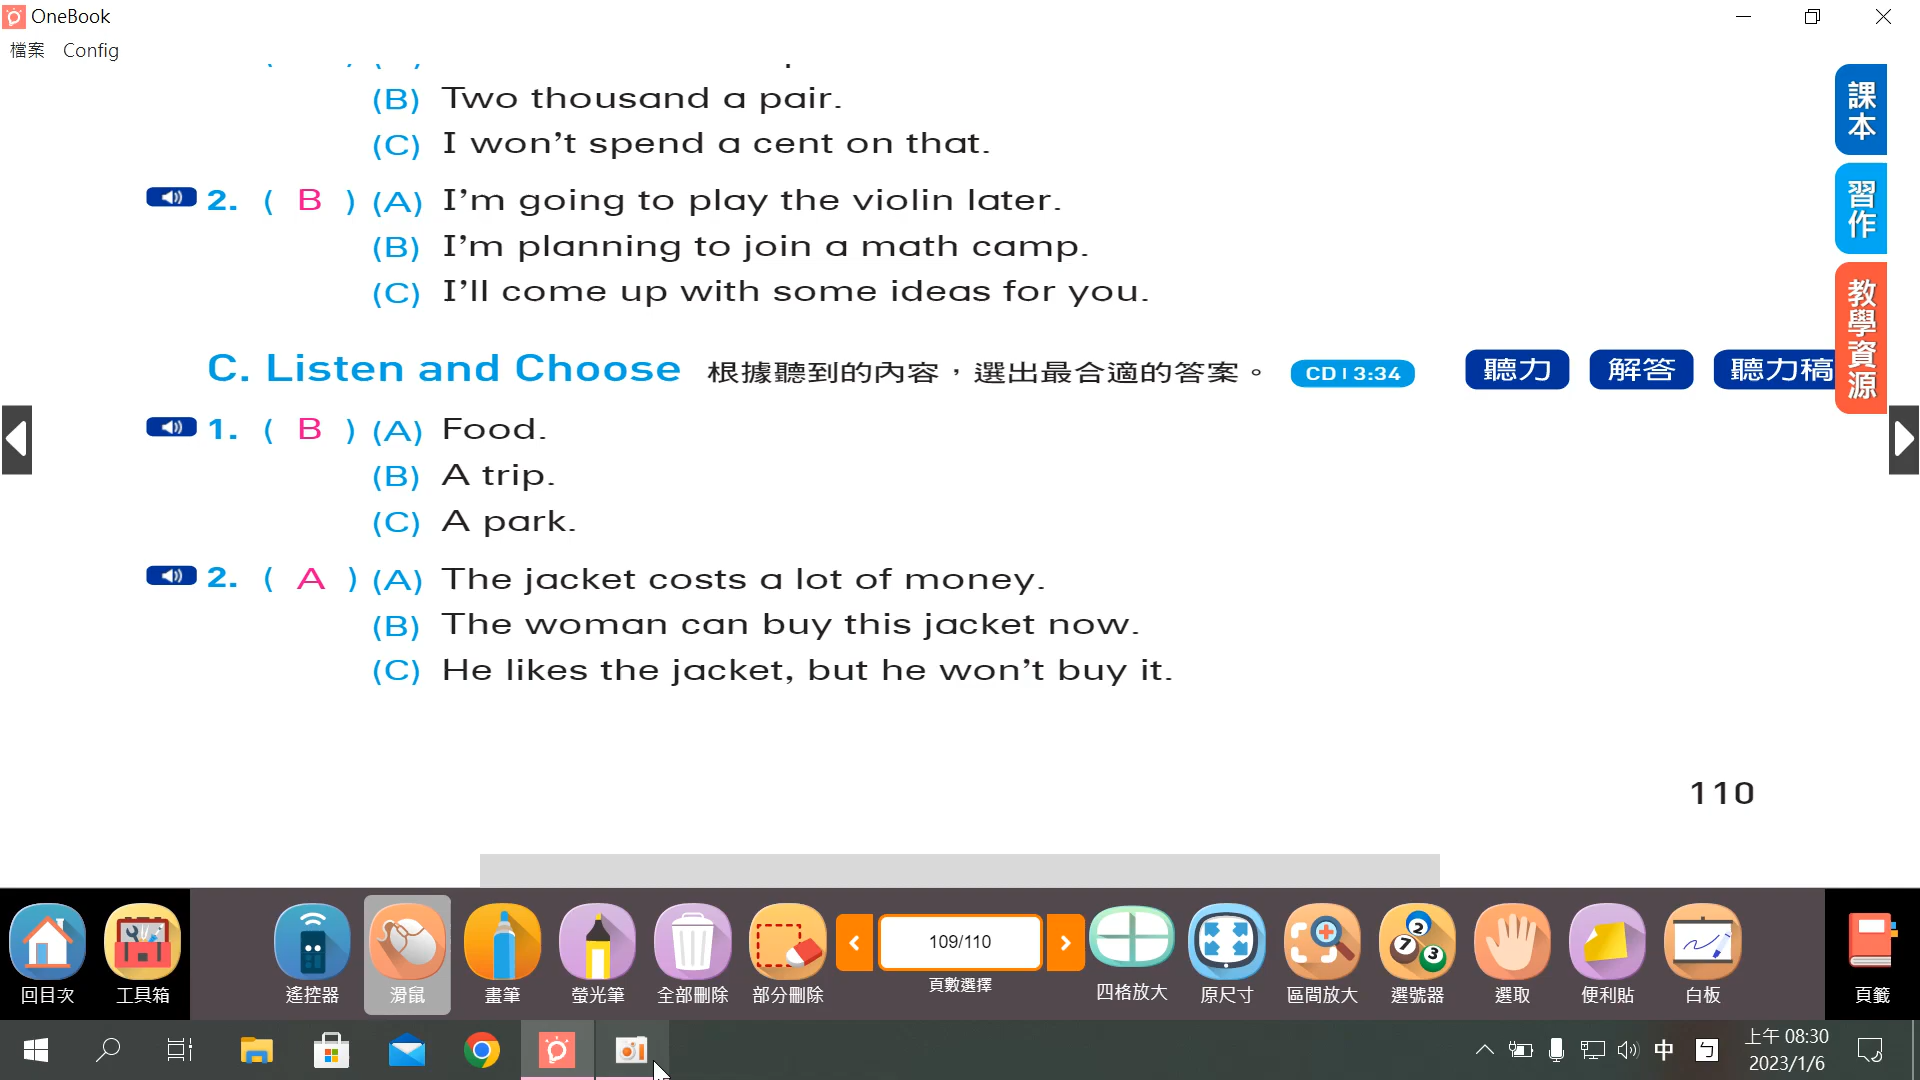 OneBook
檔案 Config
(B) Two thousand a pair.
(C) I won't spend a cent on that.
2. ( B ) (A) I'm going to play the violin later.
(B) I'm planning to join a math camp.
(C) I'll come up with some ideas for you.
C. Listen and Choose 根據聽到的內容，選出最合適的答案。 CD I 3:34 聽力 解答 聽力稿
1. ( B ) (A) Food.
(B) A trip.
(C) A park.
2. ( A ) (A) The jacket costs a lot of money.
(B) The woman can buy this jacket now.
(C) He likes the jacket, but he won't buy it.
110
課本
習作
教學資源
109/110
回目次 工具箱 遙控器 滑鼠 畫筆 螢光筆 全部刪除 部分刪除 頁數選擇 四格放大 原尺寸 區間放大 選號器 選取 便利貼 白板 頁籤
2 7 3
中 ㄅ 上午 08:30
2023/1/6